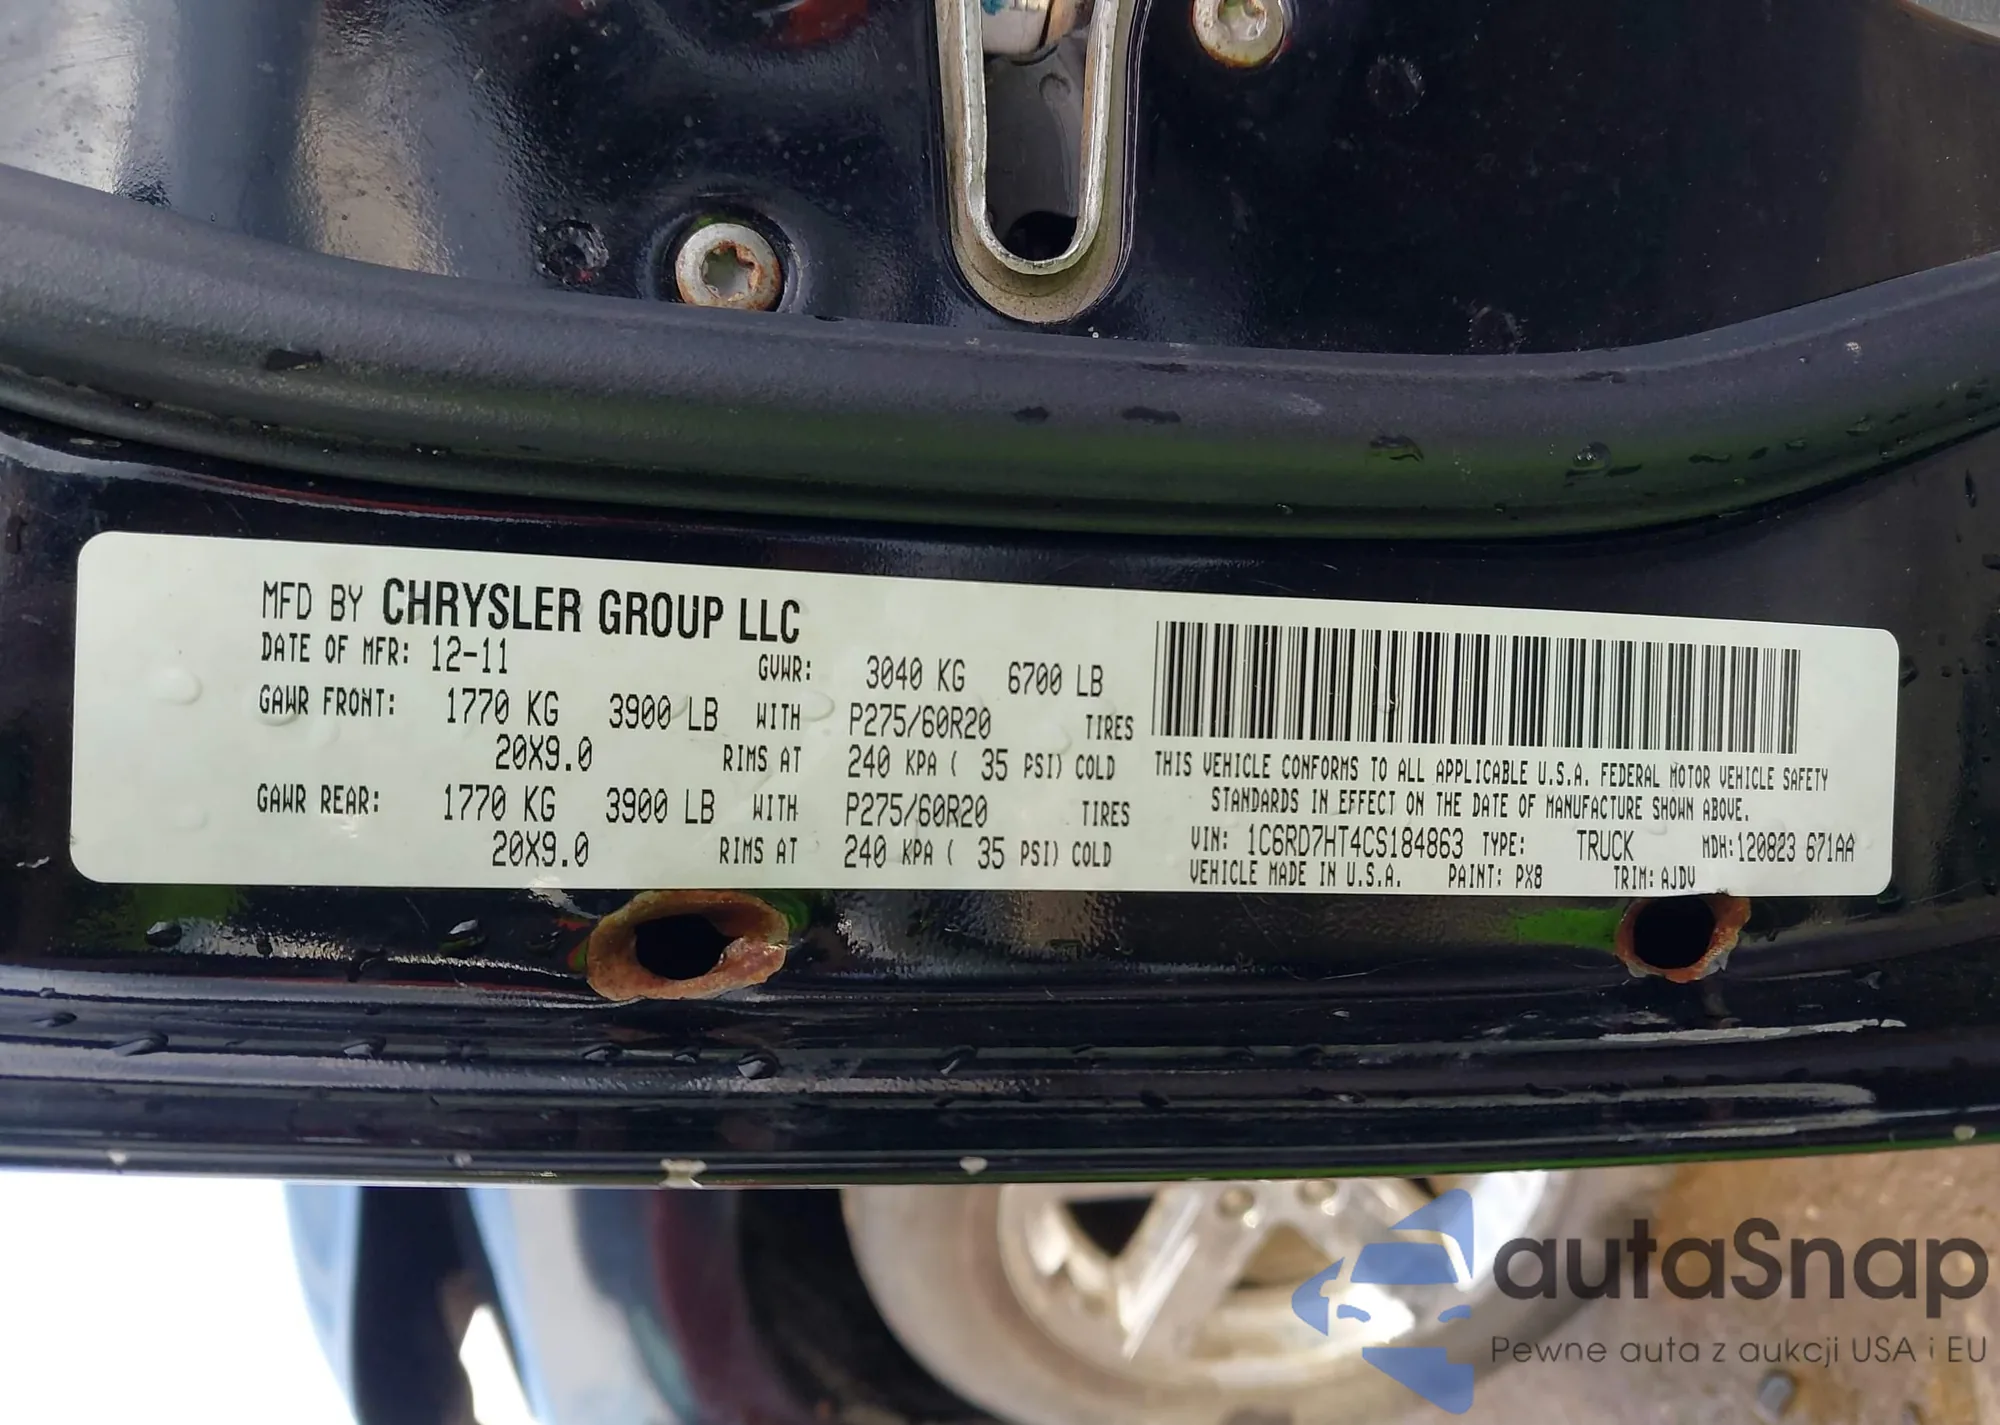 MFD BY CHRYSLER GROUP LLC
DATE OF MFR: 12-11 GVWR: 3040 KG 6700 LB
GAWR FRONT: 1770 KG 3900 LB WITH P275/60R20 TIRES
20X9.0 RIMS AT 240 KPA ( 35 PSI) COLD
GAWR REAR: 1770 KG 3900 LB WITH P275/60R20 TIRES
20X9.0 RIMS AT 240 KPA ( 35 PSI) COLD
THIS VEHICLE CONFORMS TO ALL APPLICABLE U.S.A. FEDERAL MOTOR VEHICLE SAFETY
STANDARDS IN EFFECT ON THE DATE OF MANUFACTURE SHOWN ABOVE.
VIN: 1C6RD7HT4CS184863 TYPE: TRUCK MDH:120823 671AA
VEHICLE MADE IN U.S.A. PAINT: PX8 TRIM: AJDV
autaSnap
Pewne auta z aukcji USA i EU